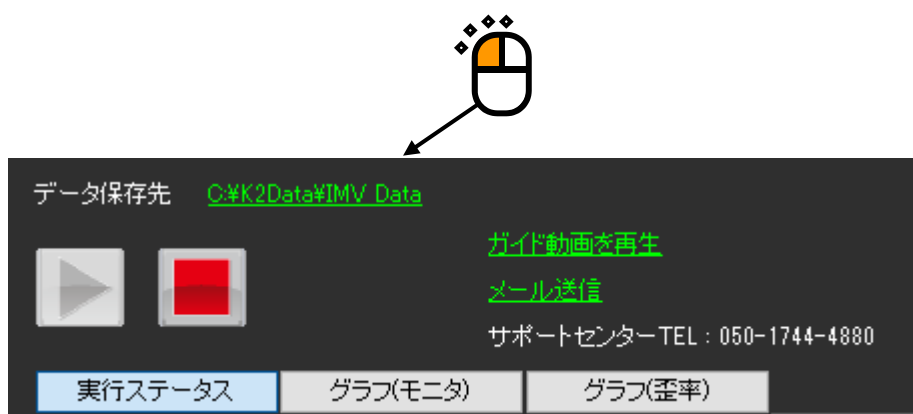 データ保存先 C:¥K2Data¥IMV_Data
ガイド動画を再生
メール送信
サポートセンターTEL : 050-1744-4880
実行ステータス グラフ(モニタ) グラフ(歪率)